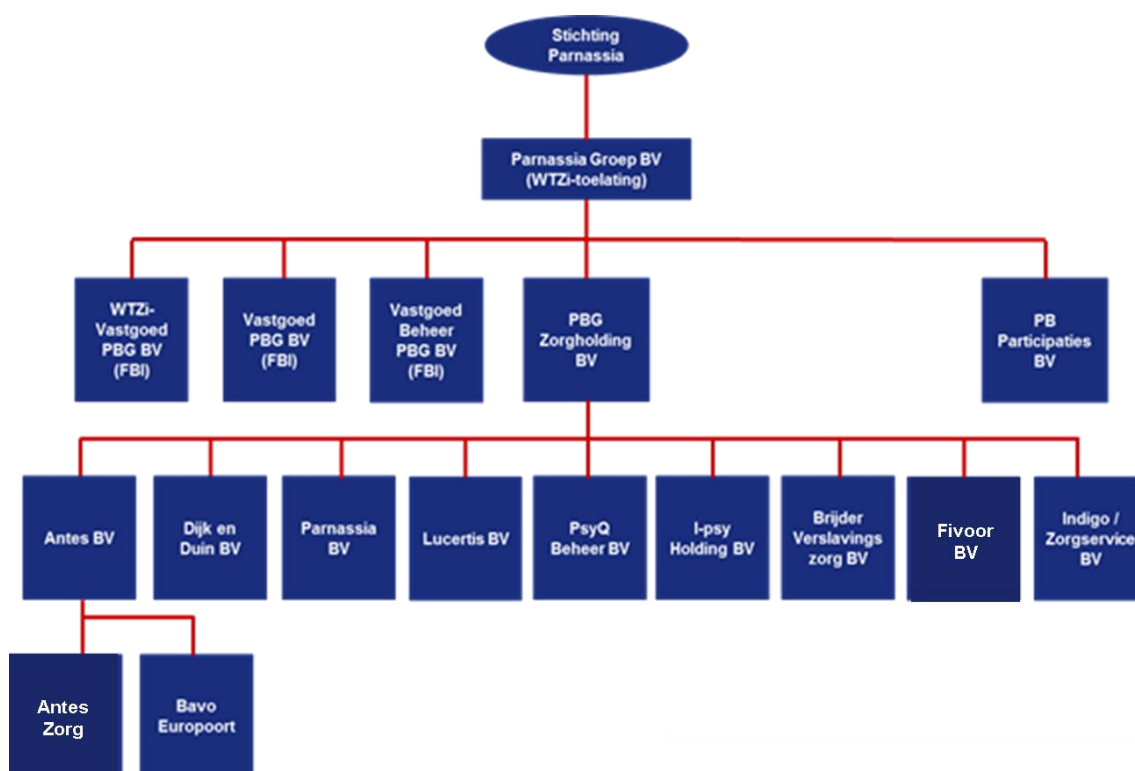 Stichting
Parnassia
Parnassia Groep BV
(WTZi-toelating)
WTZi-
Vastgoed
PBG BV
(FBI)
Vastgoed
PBG BV
(FBI)
Vastgoed
Beheer
PBG BV
(FBI)
PBG
Zorgholding
BV
PB
Participaties
BV
Antes BV
Dijk en
Duin BV
Parnassia
BV
Lucertis BV
PsyQ
Beheer BV
I-psy
Holding BV
Brijder
Verslavings
zorg BV
Fivoor
BV
Indigo /
Zorgservice
BV
Antes
Zorg
Bavo
Europoort